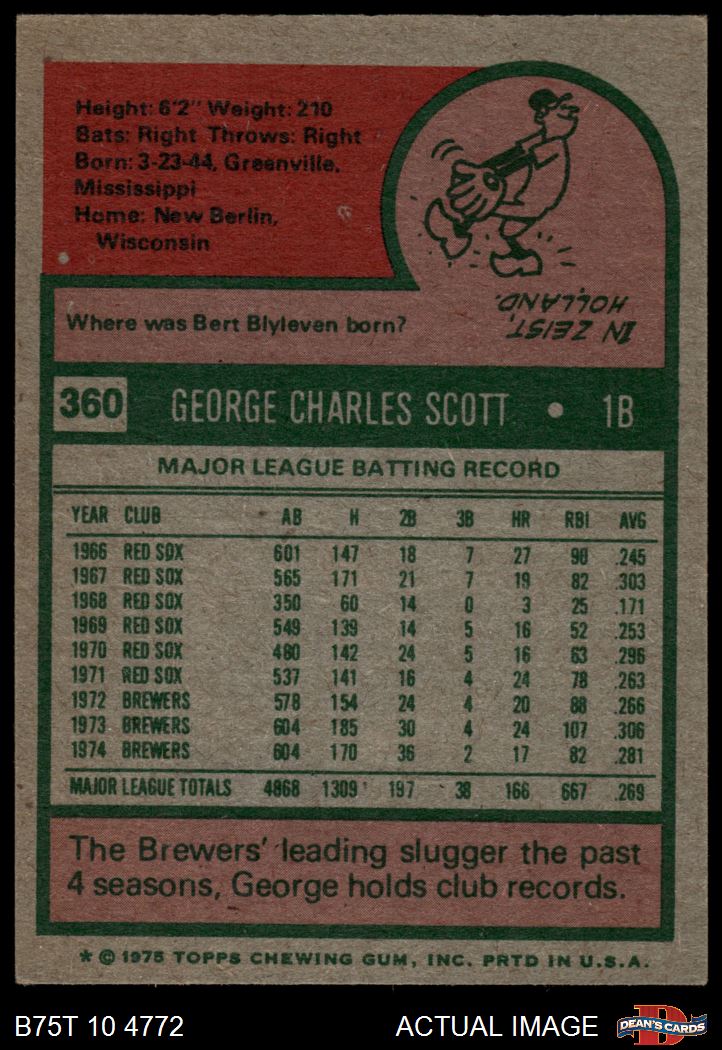 Height: 6'2" Weight: 210
Bats: Right Throws: Right
Born: 3-23-44, Greenville,
Mississippi
Home: New Berlin,
Wisconsin
Where was Bert Blyleven born?
IN ZEIST,
HOLLAND.
360 GEORGE CHARLES SCOTT • 1B
MAJOR LEAGUE BATTING RECORD
YEAR CLUB AB H 2B 3B HR RBI AVG
1966 RED SOX 601 147 18 7 27 90 .245
1967 RED SOX 565 171 21 7 19 82 .303
1968 RED SOX 350 60 14 0 3 25 .171
1969 RED SOX 549 139 14 5 16 52 .253
1970 RED SOX 480 142 24 5 16 63 .296
1971 RED SOX 537 141 16 4 24 78 .263
1972 BREWERS 578 154 24 4 20 88 .266
1973 BREWERS 604 185 30 4 24 107 .306
1974 BREWERS 604 170 36 2 17 82 .281
MAJOR LEAGUE TOTALS 4868 1309 197 38 166 667 .269
The Brewers' leading slugger the past
4 seasons, George holds club records.
* © 1975 TOPPS CHEWING GUM, INC. PRTD IN U.S.A.
B75T 10 4772 ACTUAL IMAGE
D
DEAN'S CARDS